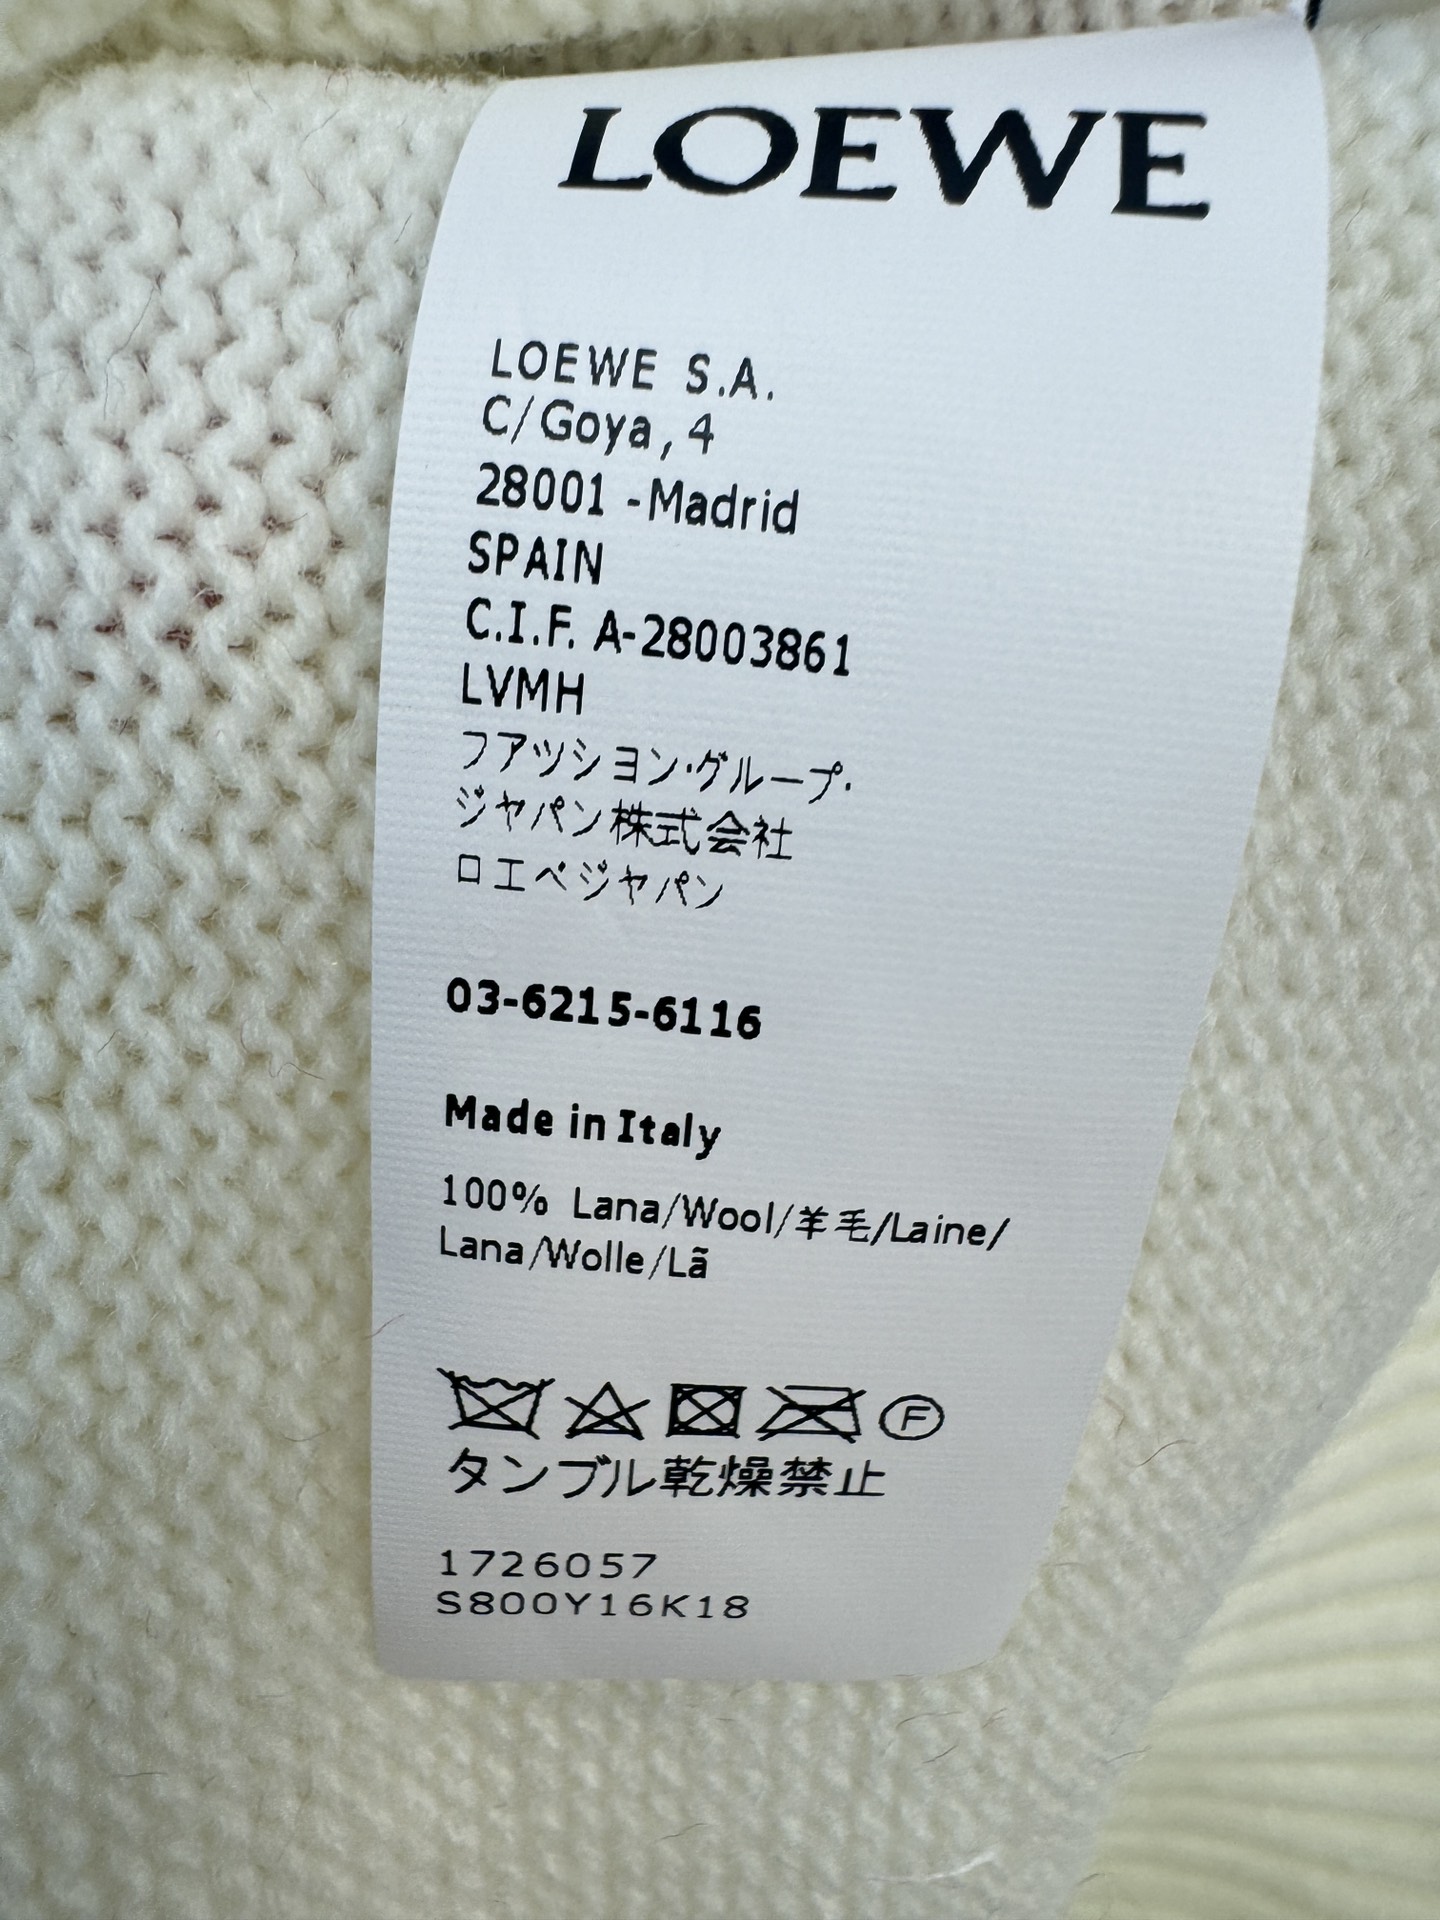 LOEWE
LOEWE S.A.
C/Goya, 4
28001 -Madrid
SPAIN
C.I.F. A-28003861
LVMH
フアッション・グループ・
ジャパン株式会社
ロエベジャパン
03-6215-6116
Made in Italy
100% Lana/Wool/羊毛/Laine/
Lana/Wolle/Lã
F
タンブル乾燥禁止
1726057
S800Y16K18